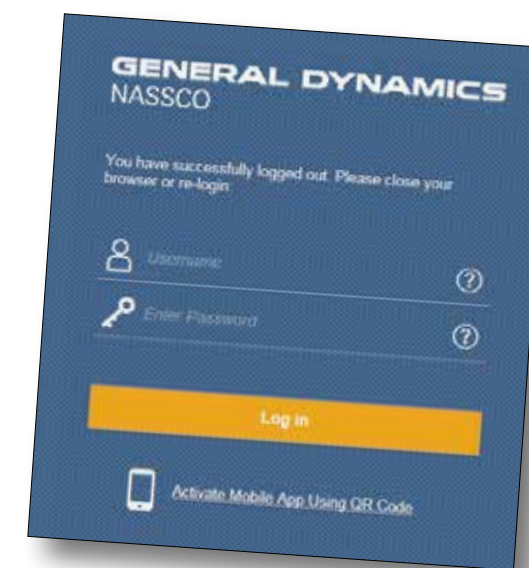 GENERAL DYNAMICS
NASSCO
You have successfully logged out. Please close your
browser or re-login
Username
?
Enter Password
?
Log in
Activate Mobile App Using QR Code